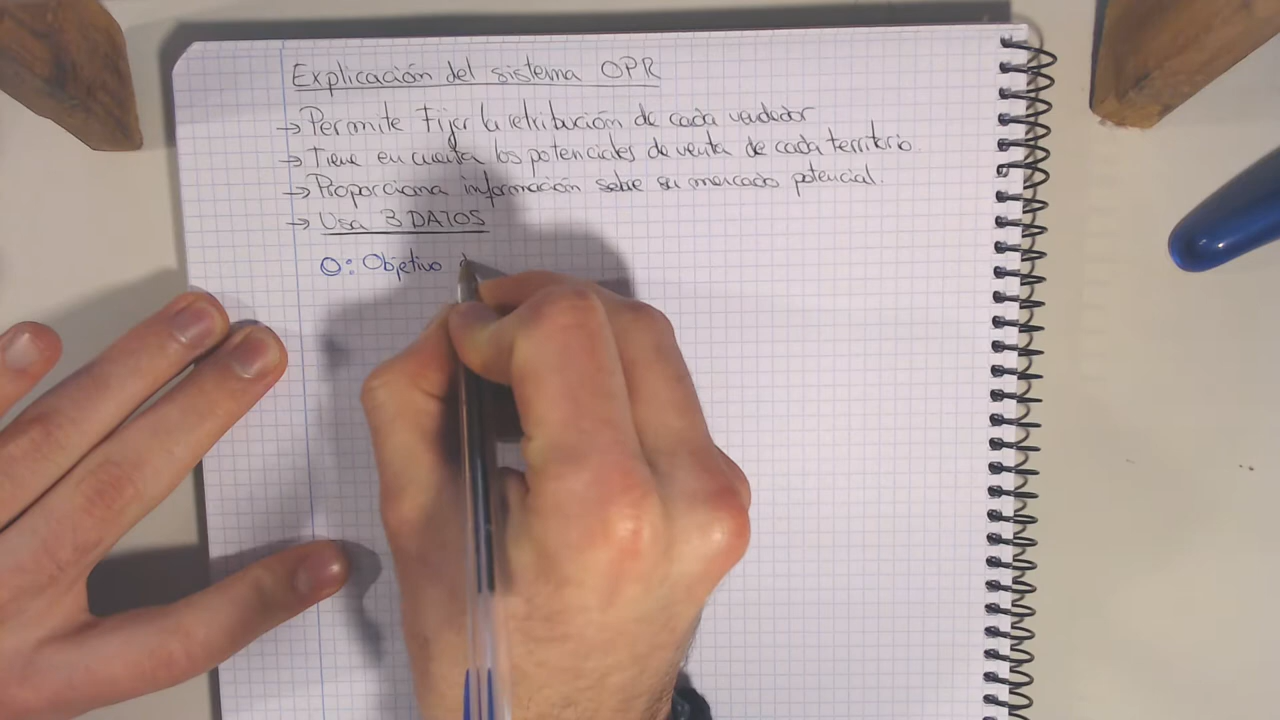 Explicación del sistema OPR
→ Permite Fijar la retribución de cada vendedor
→ Tiene en cuenta los potenciales de venta de cada territorio.
→ Proporciona información sobre su mercado potencial.
→ Usa 3 DATOS
O: Objetivo